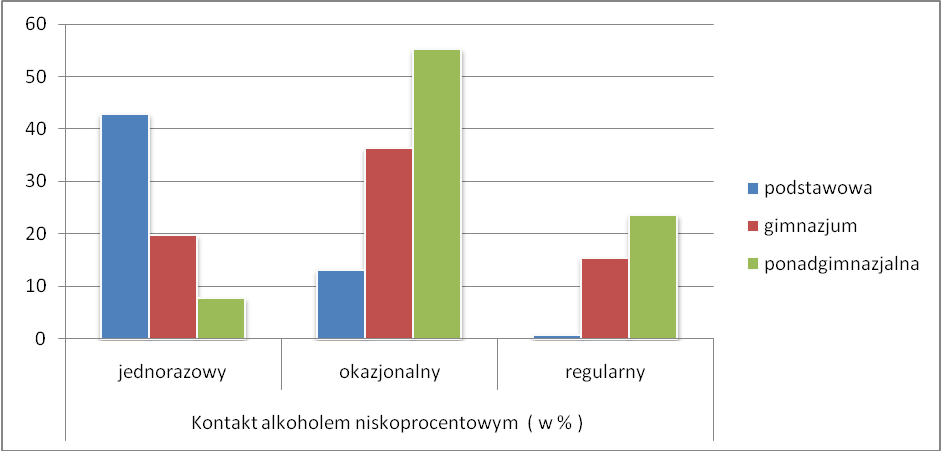 60
50
40
30
20
10
0
jednorazowy
okazjonalny
regularny
Kontakt alkoholem niskoprocentowym ( w % )
podstawowa
gimnazjum
ponadgimnazjalna